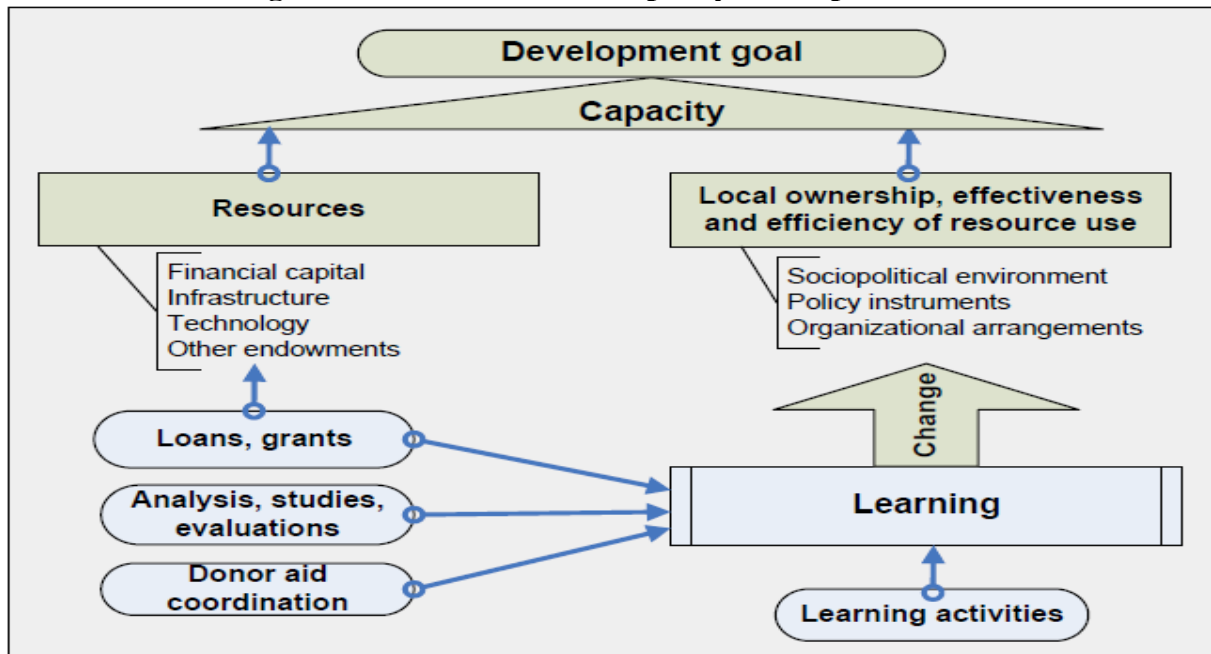 Development goal
Capacity
Resources
Financial capital
Infrastructure
Technology
Other endowments
Local ownership, effectiveness
and efficiency of resource use
Sociopolitical environment
Policy instruments
Organizational arrangements
Change
Loans, grants
Analysis, studies,
evaluations
Donor aid
coordination
Learning
Learning activities